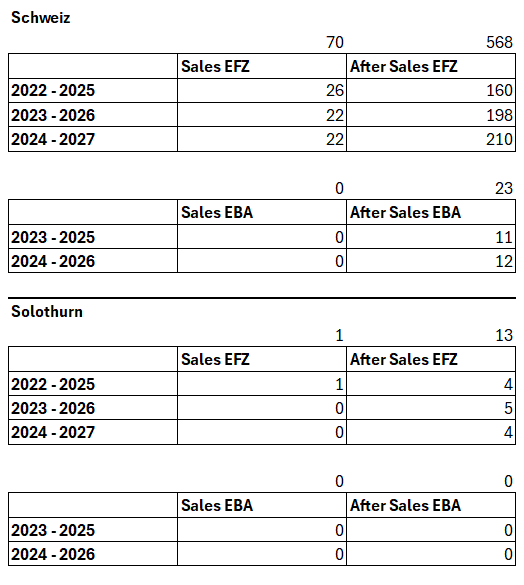 Schweiz
70 568
Sales EFZ After Sales EFZ
2022 - 2025 26 160
2023 - 2026 22 198
2024 - 2027 22 210
0 23
Sales EBA After Sales EBA
2023 - 2025 0 11
2024 - 2026 0 12
Solothurn
1 13
Sales EFZ After Sales EFZ
2022 - 2025 1 4
2023 - 2026 0 5
2024 - 2027 0 4
0 0
Sales EBA After Sales EBA
2023 - 2025 0 0
2024 - 2026 0 0